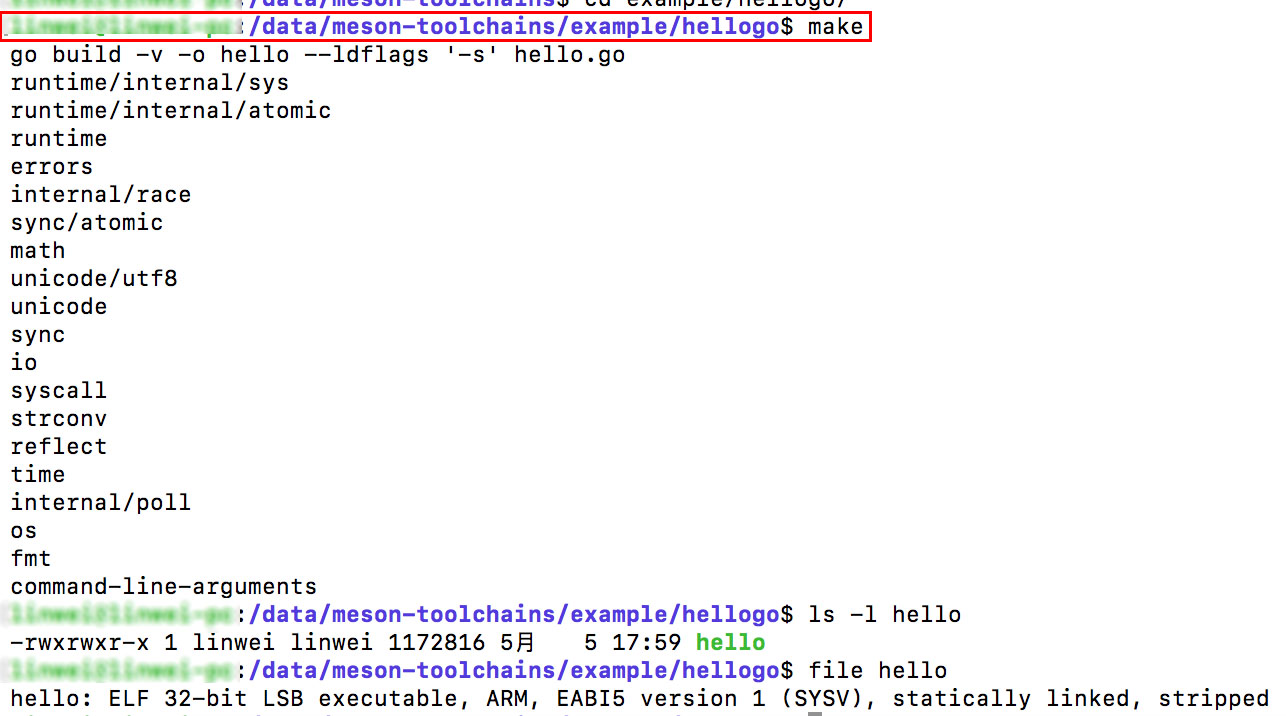 :/data/meson-toolchains$ cd example/hellogo/
:/data/meson-toolchains/example/hellogo$ make
go build -v -o hello --ldflags '-s' hello.go
runtime/internal/sys
runtime/internal/atomic
runtime
errors
internal/race
sync/atomic
math
unicode/utf8
unicode
sync
io
syscall
strconv
reflect
time
internal/poll
os
fmt
command-line-arguments
:/data/meson-toolchains/example/hellogo$ ls -l hello
-rwxrwxr-x 1 linwei linwei 1172816 5月   5 17:59 hello
:/data/meson-toolchains/example/hellogo$ file hello
hello: ELF 32-bit LSB executable, ARM, EABI5 version 1 (SYSV), statically linked, stripped